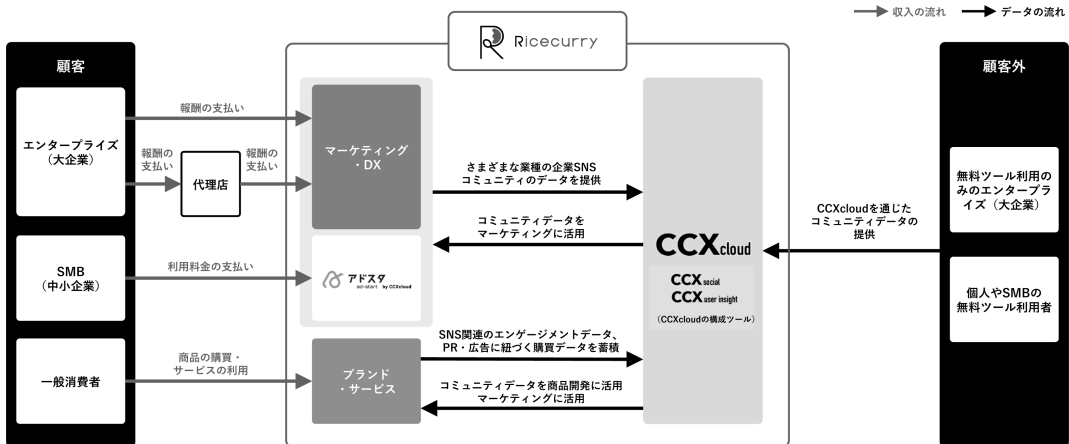 収入の流れ
データの流れ
Ricecurry
顧客
エンタープライズ
（大企業）
SMB
（中小企業）
一般消費者
報酬の支払い
報酬の
支払い
代理店
報酬の
支払い
利用料金の支払い
商品の購買・
サービスの利用
マーケティング
・DX
アドスタ
ad-start by CCXcloud
ブランド
・サービス
さまざまな業種の企業SNS
コミュニティのデータを提供
コミュニティデータを
マーケティングに活用
SNS関連のエンゲージメントデータ、
PR・広告に紐づく購買データを蓄積
コミュニティデータを商品開発に活用
マーケティングに活用
CCXcloud
CCX social
CCX user insight
（CCXcloudの構成ツール）
CCXcloudを通じた
コミュニティデータの
提供
顧客外
無料ツール利用の
みのエンタープラ
イズ（大企業）
個人やSMBの
無料ツール利用者